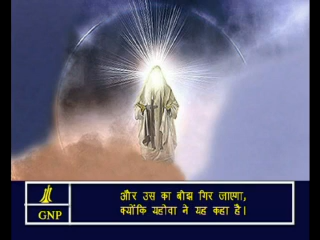 और उस का बोझ गिर जाएगा,
क्योंकि यहोवा ने यह कहा है।
GNP